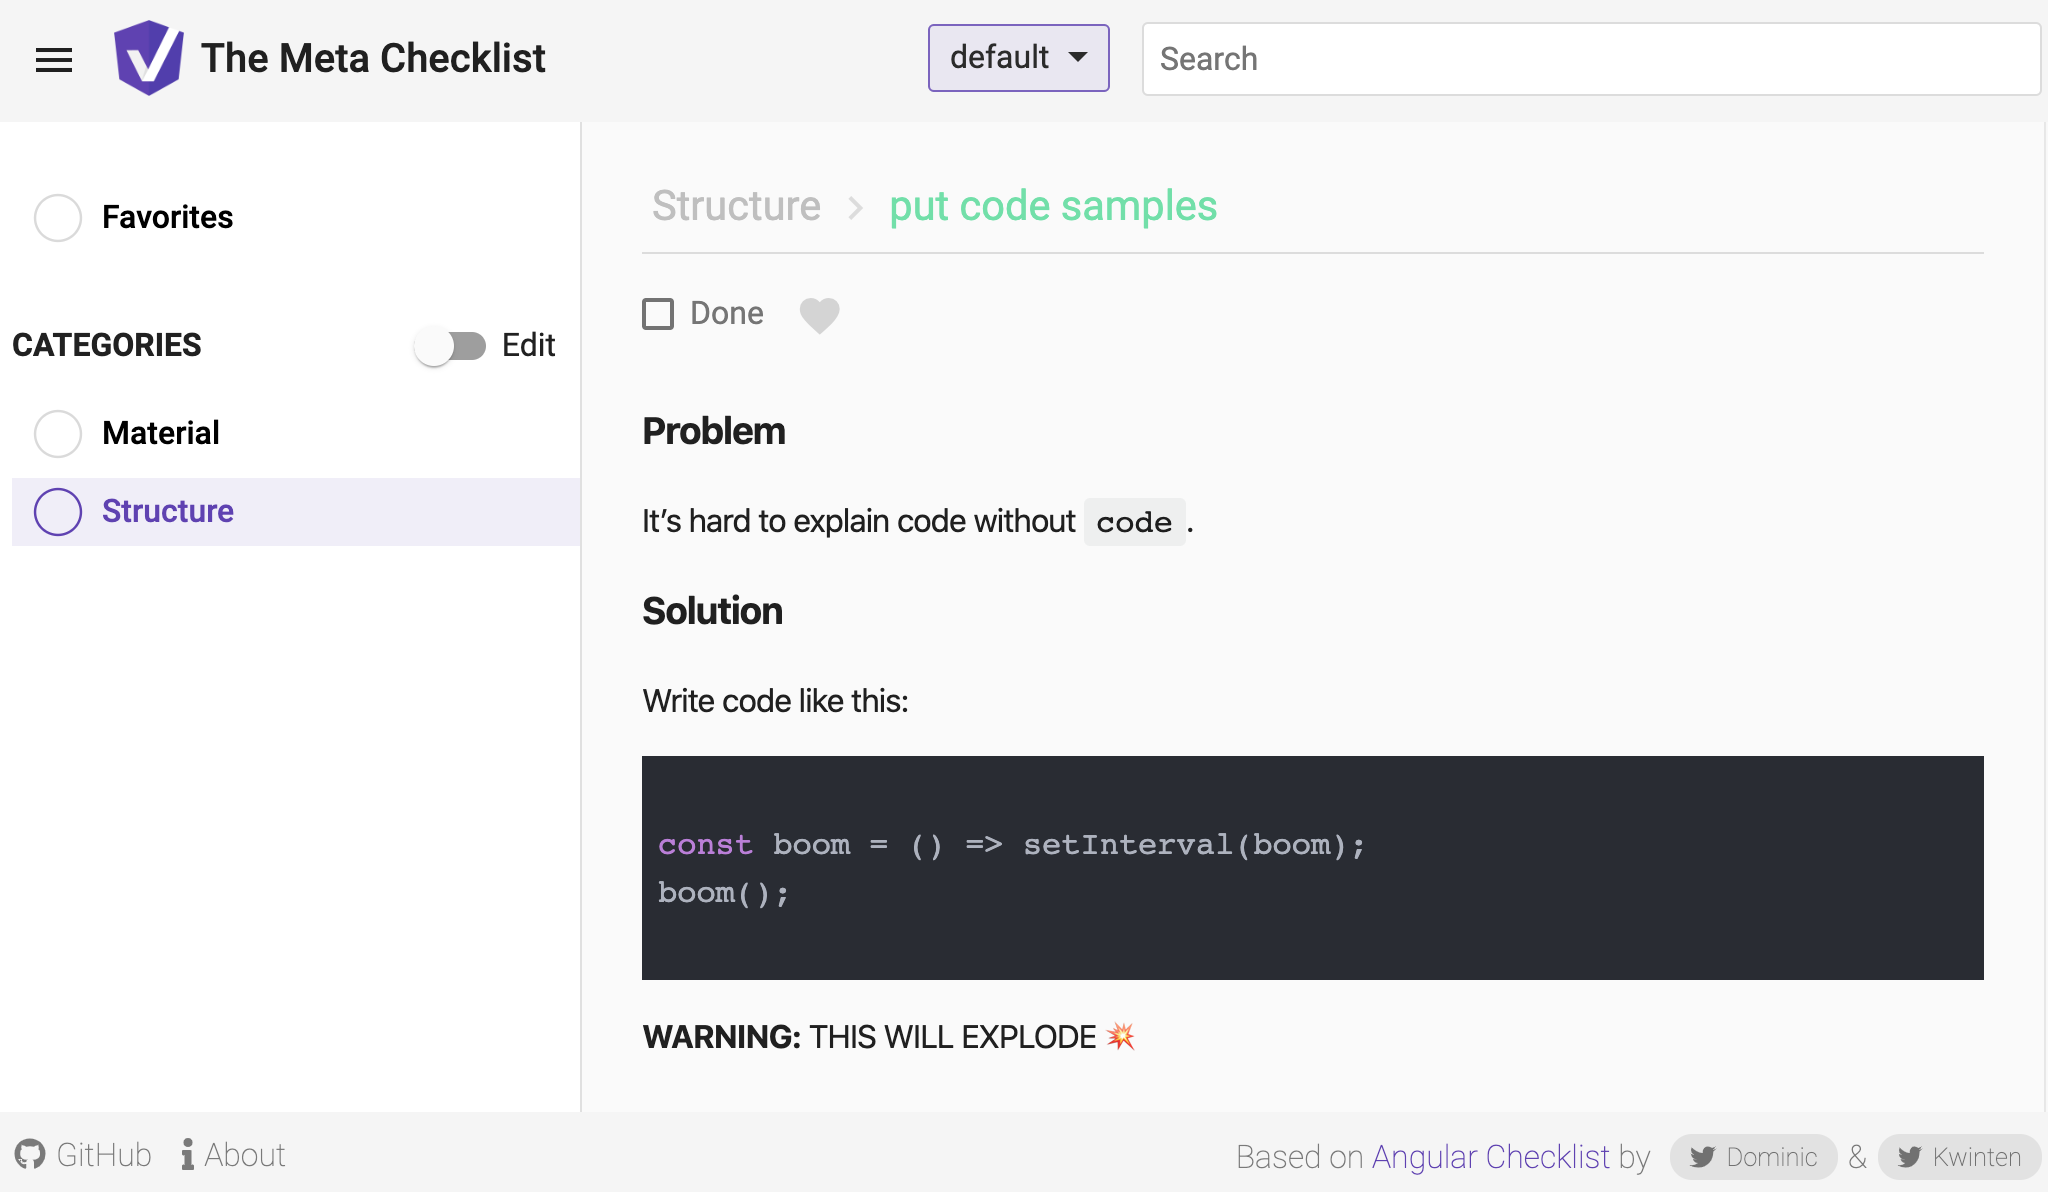 The Meta Checklist
default
Search
Favorites
CATEGORIES
Edit
Material
Structure
Structure > put code samples
Done
Problem
It’s hard to explain code without code.
Solution
Write code like this:
const boom = () => setInterval(boom);
boom();
WARNING: THIS WILL EXPLODE 💥
GitHub About
Based on Angular Checklist by Dominic & Kwinten